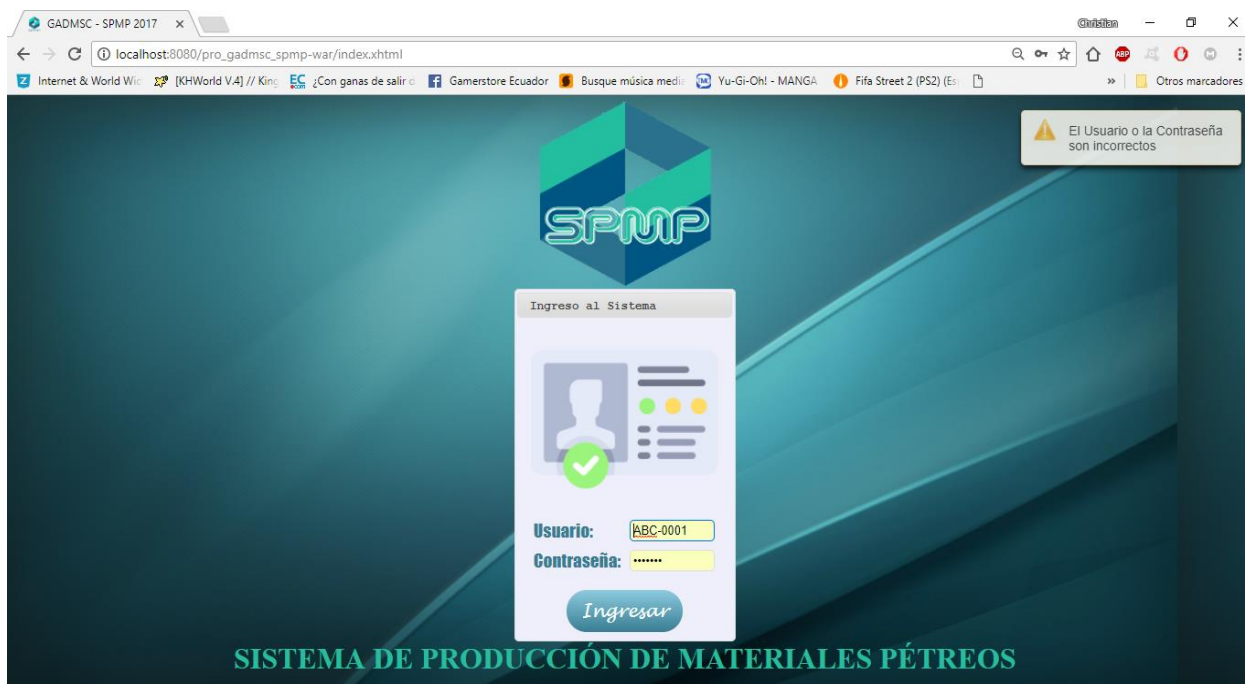 GADMSC - SPMP 2017
Christian
localhost:8080/pro_gadmsc_spmp-war/index.xhtml
ABP
Internet & World Wi [KHWorld V.4] // King ¿Con ganas de salir d Gamerstore Ecuador Busque música medi Yu-Gi-Oh! - MANGA Fifa Street 2 (PS2) (Es » Otros marcadores
El Usuario o la Contraseña
son incorrectos
SPMP
Ingreso al Sistema
Usuario: ABC-0001
Contraseña: •••••••
Ingresar
SISTEMA DE PRODUCCIÓN DE MATERIALES PÉTREOS